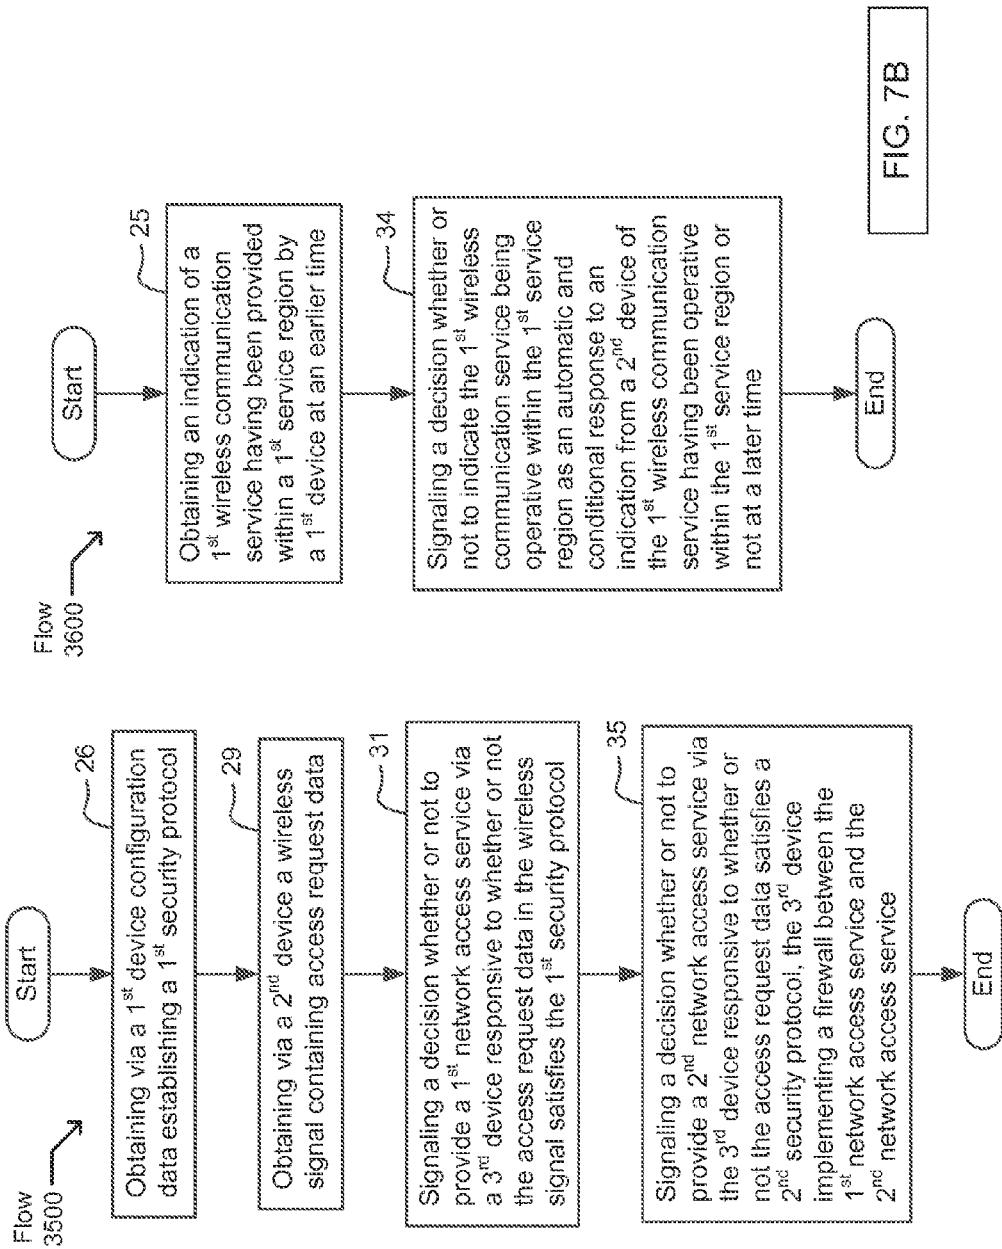 Flow
3500
Start
26
Obtaining via a 1st device configuration
data establishing a 1st security protocol
29
Obtaining via a 2nd device a wireless
signal containing access request data
31
Signaling a decision whether or not to
provide a 1st network access service via
a 3rd device responsive to whether or not
the access request data in the wireless
signal satisfies the 1st security protocol
35
Signaling a decision whether or not to
provide a 2nd network access service via
the 3rd device responsive to whether or
not the access request data satisfies a
2nd security protocol, the 3rd device
implementing a firewall between the
1st network access service and the
2nd network access service
End
Flow
3600
Start
25
Obtaining an indication of a
1st wireless communication
service having been provided
within a 1st service region by
a 1st device at an earlier time
34
Signaling a decision whether or
not to indicate the 1st wireless
communication service being
operative within the 1st service
region as an automatic and
conditional response to an
indication from a 2nd device of
the 1st wireless communication
service having been operative
within the 1st service region or
not at a later time
End
FIG. 7B